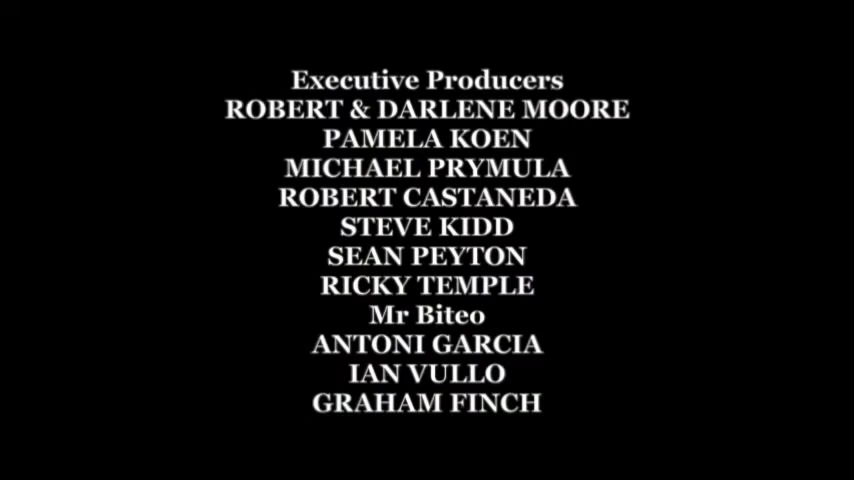 Executive Producers
ROBERT & DARLENE MOORE
PAMELA KOEN
MICHAEL PRYMULA
ROBERT CASTANEDA
STEVE KIDD
SEAN PEYTON
RICKY TEMPLE
Mr Biteo
ANTONI GARCIA
IAN VULLO
GRAHAM FINCH